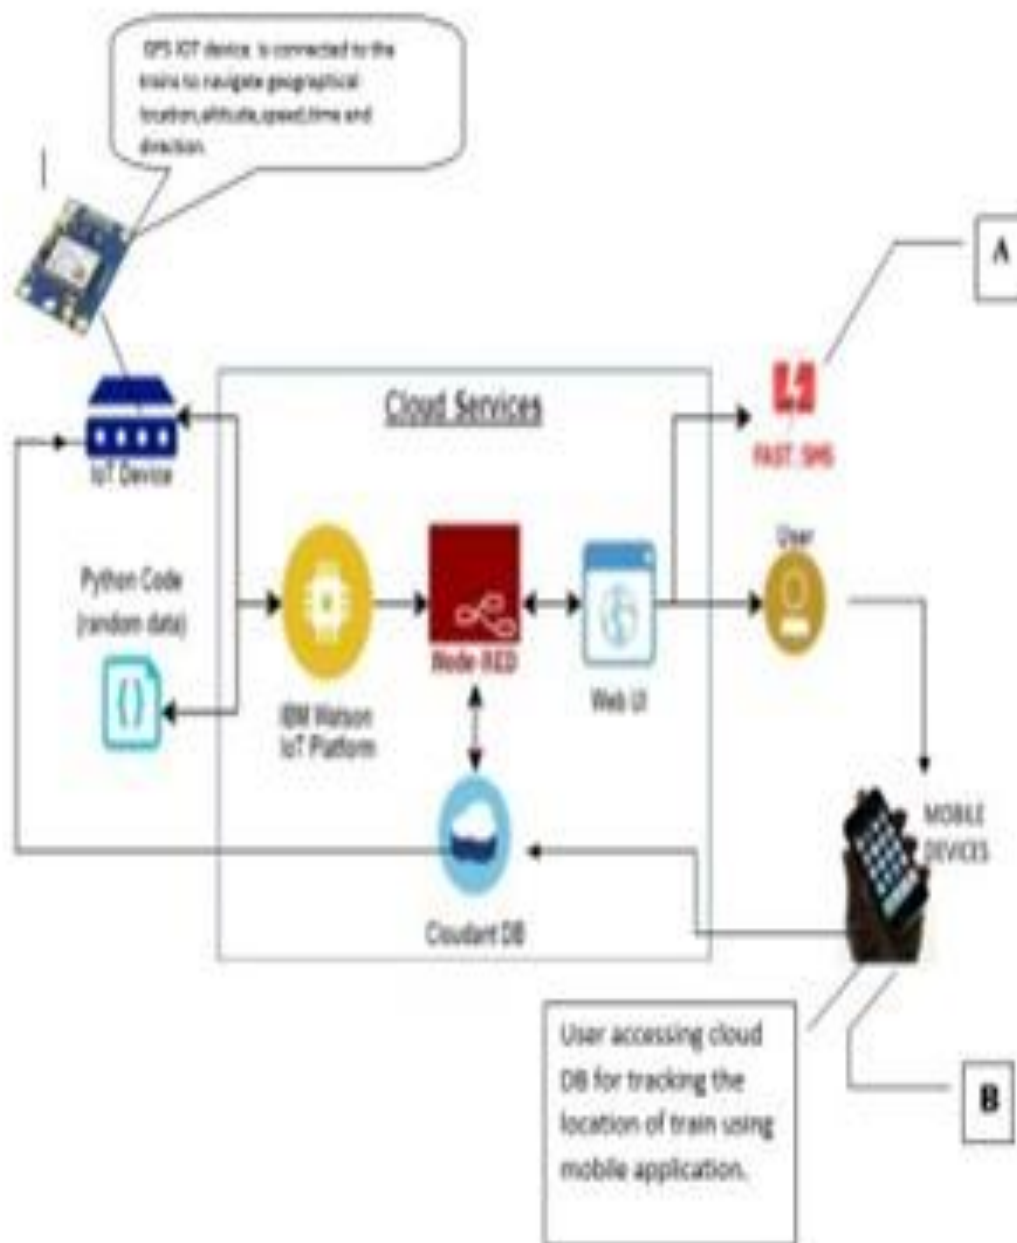 GPS IOT device is connected to the
trains to navigate geographical
location,altitude,speed,time and
direction.
A
Cloud Services
IoT Device
FAST SMS
User
Python Code
(random data)
Node-RED
Web UI
IBM Watson
IoT Platform
MOBILE
DEVICES
Cloudant DB
User accessing cloud
DB for tracking the
location of train using
mobile application.
B